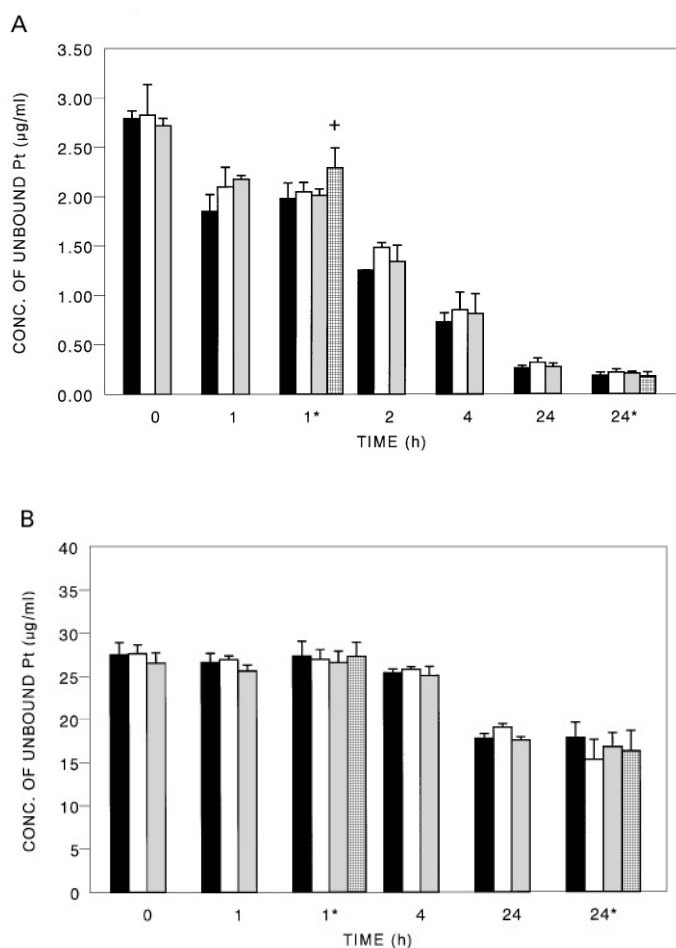 A
CONC. OF UNBOUND Pt (µg/ml)
3.50
3.00
2.50
2.00
1.50
1.00
0.50
0.00
+
0 1 1* 2 4 24 24*
TIME (h)
B
CONC. OF UNBOUND Pt (µg/ml)
40
35
30
25
20
15
10
5
0
0 1 1* 4 24 24*
TIME (h)